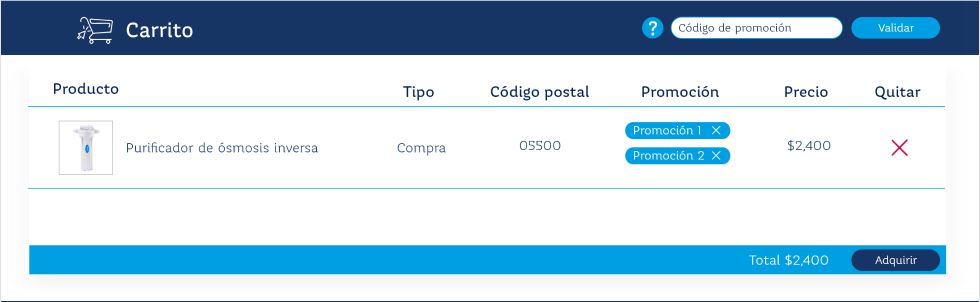 Carrito
? Código de promoción Validar
Producto Tipo Código postal Promoción Precio Quitar
Purificador de ósmosis inversa Compra 05500 Promoción 1 $2,400
Promoción 2
Total $2,400 Adquirir